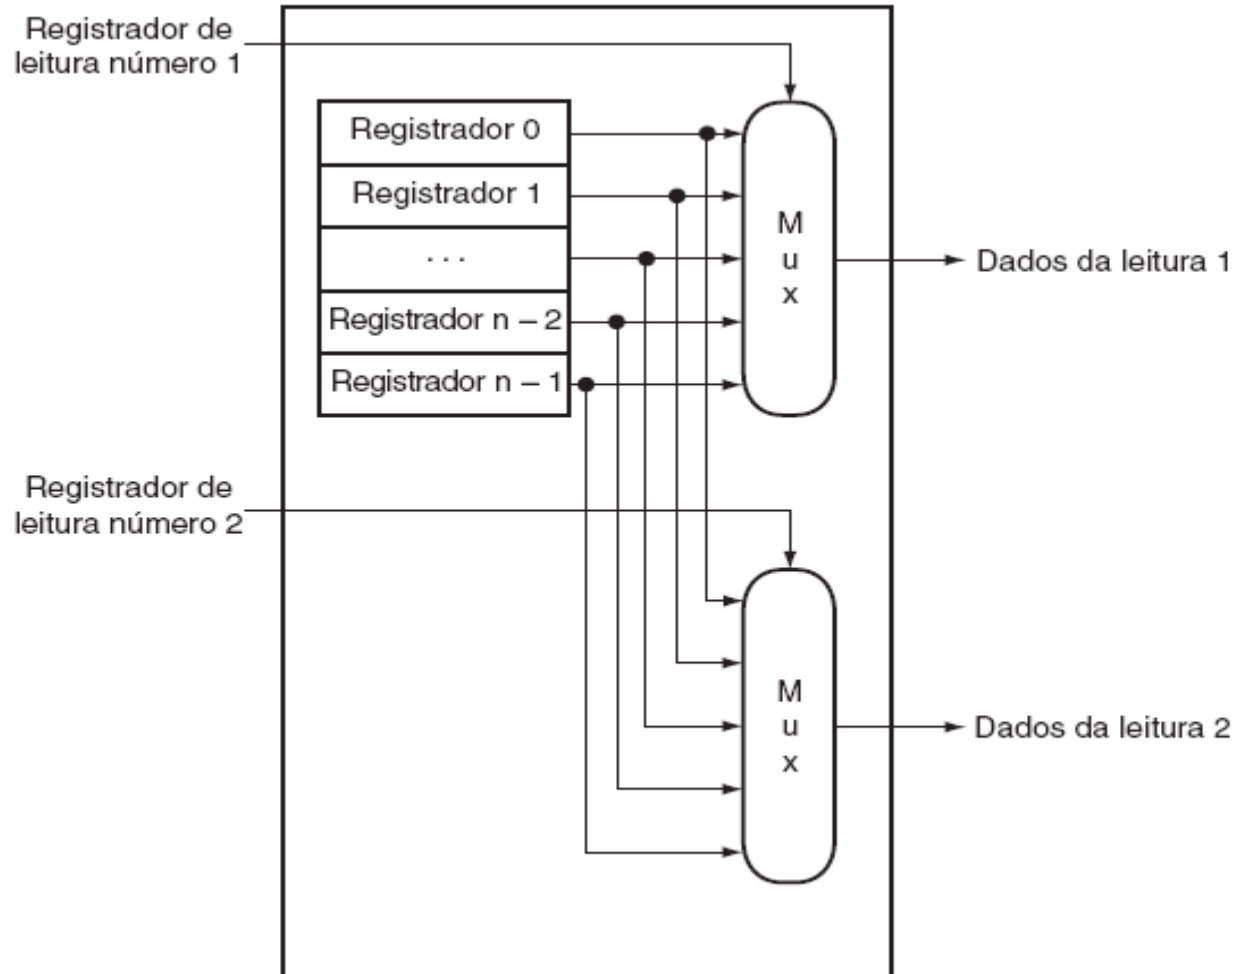 Registrador de
leitura número 1
Registrador 0
Registrador 1
. . .
Registrador n – 2
Registrador n – 1
M
u
x
Dados da leitura 1
Registrador de
leitura número 2
M
u
x
Dados da leitura 2